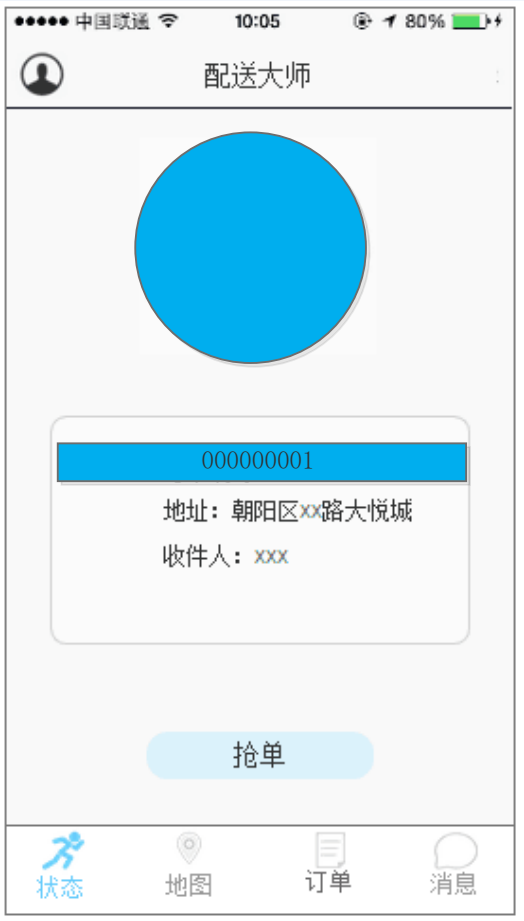 中国联通 10:05 80%
配送大师
000000001
地址：朝阳区xx路大悦城
收件人：xxx
抢单
状态 地图 订单 消息